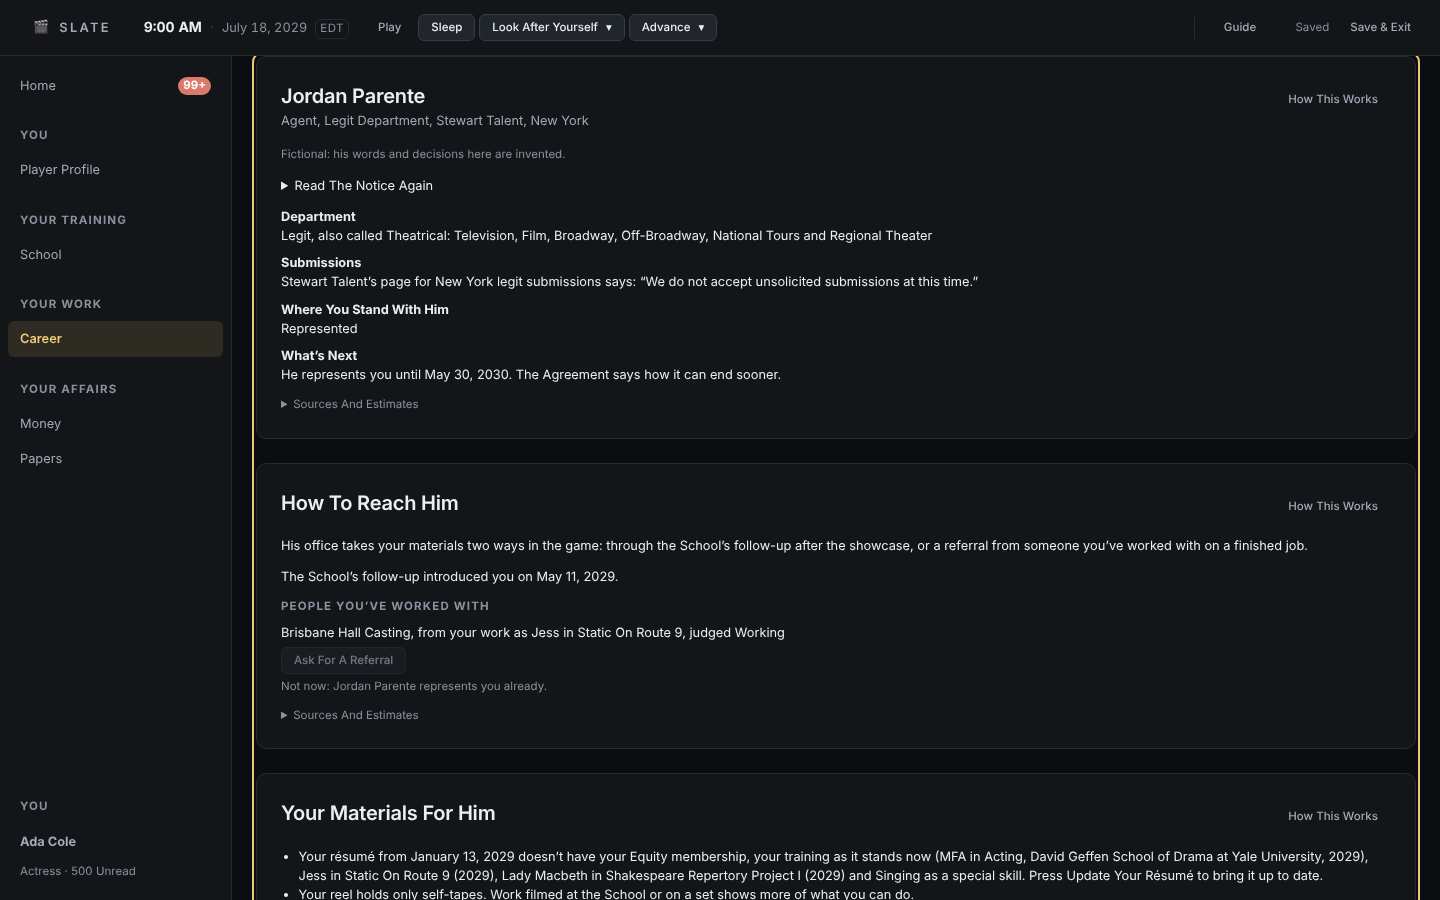 SLATE
9:00 AM · July 18, 2029 EDT
Play
Sleep
Look After Yourself ▾
Advance ▾
Guide
Saved
Save & Exit
Home
99+
YOU
Player Profile
YOUR TRAINING
School
YOUR WORK
Career
YOUR AFFAIRS
Money
Papers
YOU
Ada Cole
Actress · 500 Unread
Jordan Parente
How This Works
Agent, Legit Department, Stewart Talent, New York
Fictional: his words and decisions here are invented.
▶ Read The Notice Again
Department
Legit, also called Theatrical: Television, Film, Broadway, Off-Broadway, National Tours and Regional Theater
Submissions
Stewart Talent’s page for New York legit submissions says: “We do not accept unsolicited submissions at this time.”
Where You Stand With Him
Represented
What’s Next
He represents you until May 30, 2030. The Agreement says how it can end sooner.
▶ Sources And Estimates
How To Reach Him
How This Works
His office takes your materials two ways in the game: through the School’s follow-up after the showcase, or a referral from someone you’ve worked with on a finished job.
The School’s follow-up introduced you on May 11, 2029.
PEOPLE YOU’VE WORKED WITH
Brisbane Hall Casting, from your work as Jess in Static On Route 9, judged Working
Ask For A Referral
Not now: Jordan Parente represents you already.
▶ Sources And Estimates
Your Materials For Him
How This Works
• Your résumé from January 13, 2029 doesn’t have your Equity membership, your training as it stands now (MFA in Acting, David Geffen School of Drama at Yale University, 2029),
Jess in Static On Route 9 (2029), Lady Macbeth in Shakespeare Repertory Project I (2029) and Singing as a special skill. Press Update Your Résumé to bring it up to date.
• Your reel holds only self-tapes. Work filmed at the School or on a set shows more of what you can do.